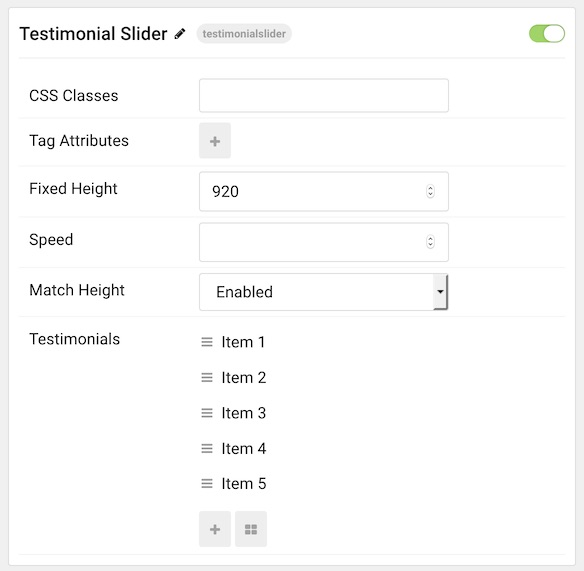 Testimonial Slider testimonialslider
CSS Classes
Tag Attributes
Fixed Height 920
Speed
Match Height Enabled
Testimonials Item 1
Item 2
Item 3
Item 4
Item 5